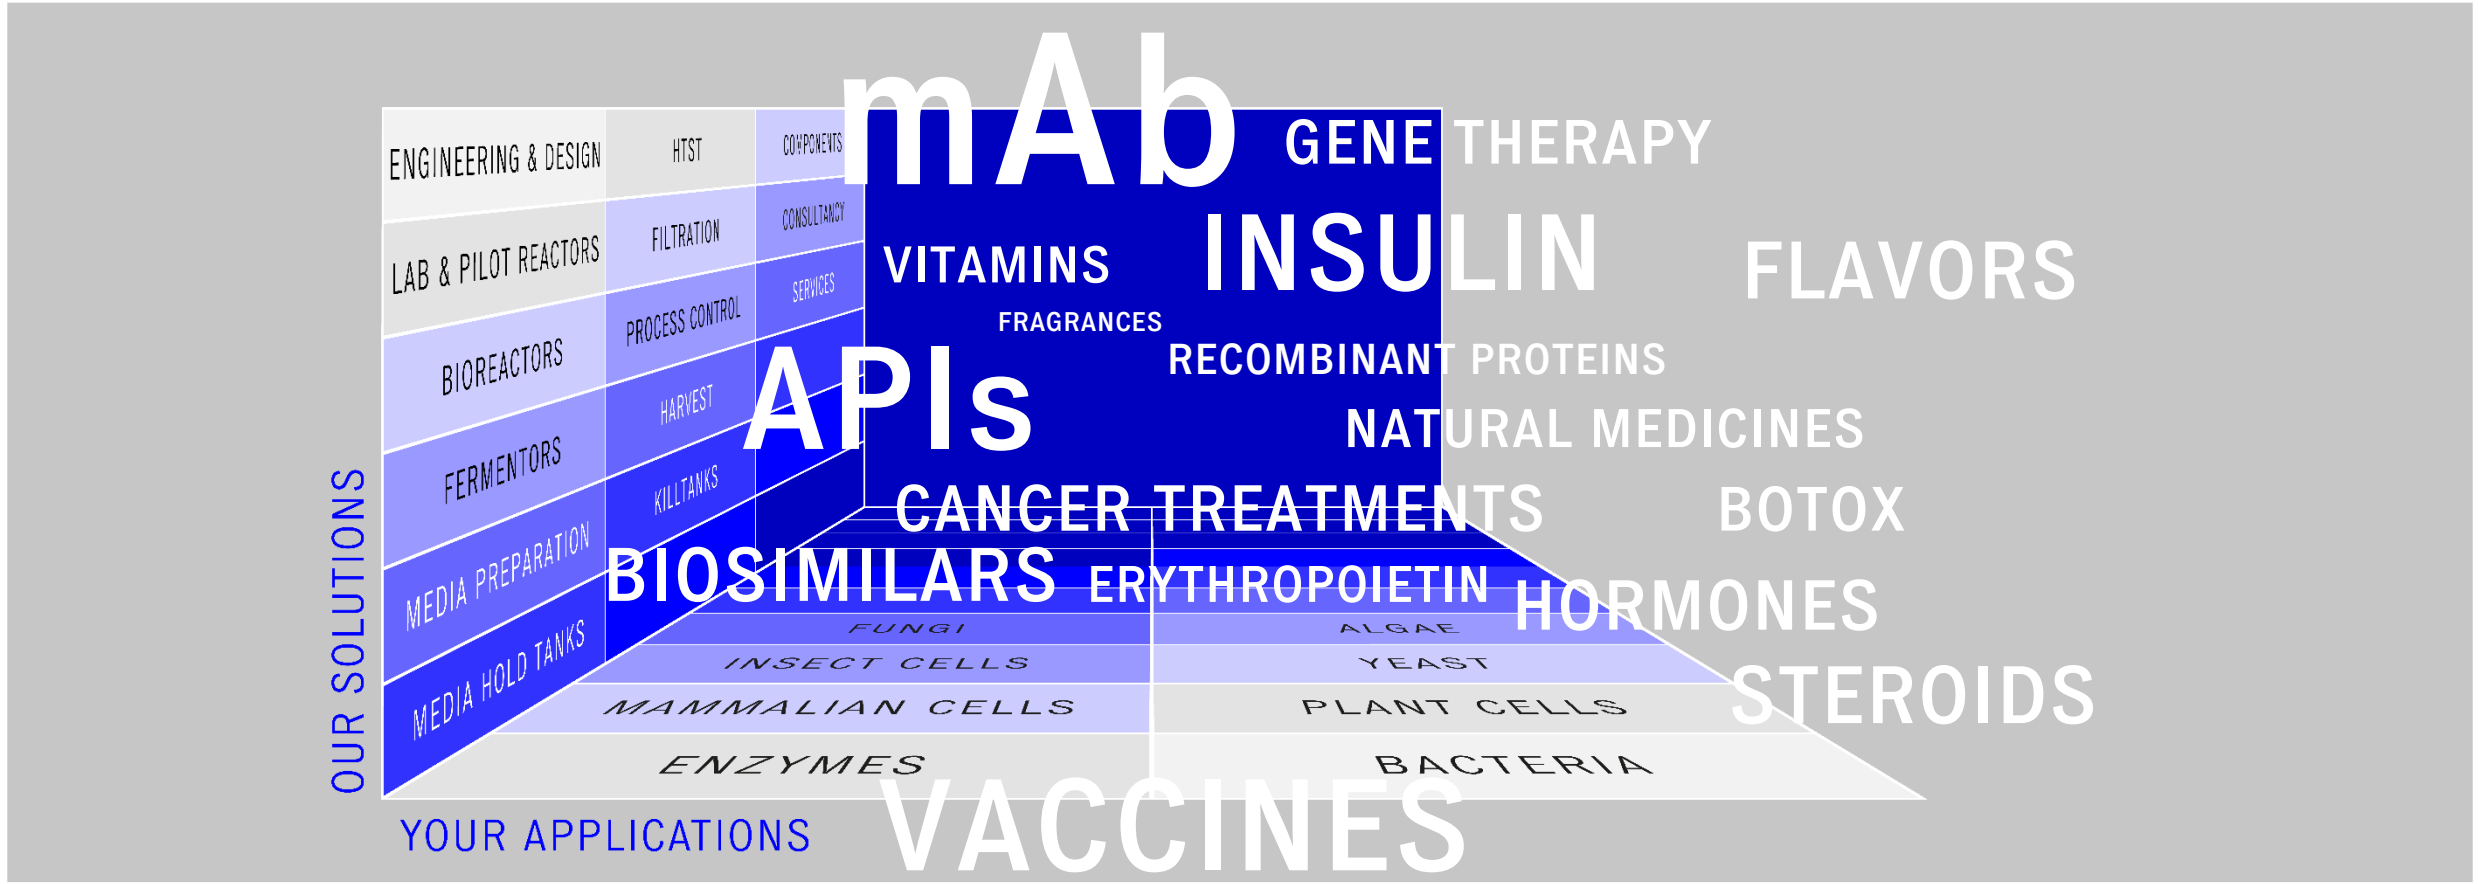 mAb
GENE THERAPY
INSULIN
VITAMINS
FLAVORS
FRAGRANCES
RECOMBINANT PROTEINS
APIs
NATURAL MEDICINES
CANCER TREATMENTS
BOTOX
BIOSIMILARS
ERYTHROPOIETIN
HORMONES
STEROIDS
VACCINES
OUR SOLUTIONS
ENGINEERING & DESIGN
HTST
COMPONENTS
LAB & PILOT REACTORS
FILTRATION
CONSULTANCY
BIOREACTORS
PROCESS CONTROL
SERVICES
FERMENTORS
HARVEST
MEDIA PREPARATION
KILLTANKS
MEDIA HOLD TANKS
FUNGI
ALGAE
INSECT CELLS
YEAST
MAMMALIAN CELLS
PLANT CELLS
ENZYMES
BACTERIA
YOUR APPLICATIONS